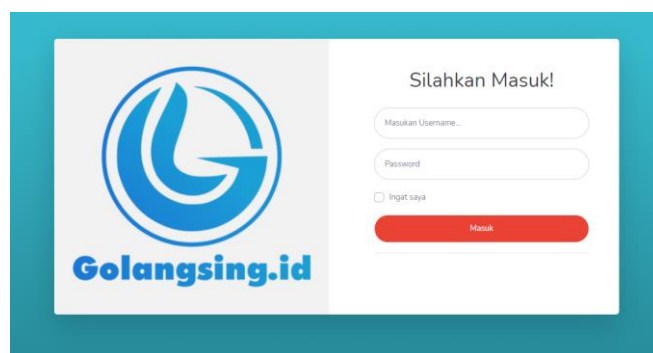 Silahkan Masuk!
Masukan Username...
Password
Ingat saya
Masuk
Golangsing.id